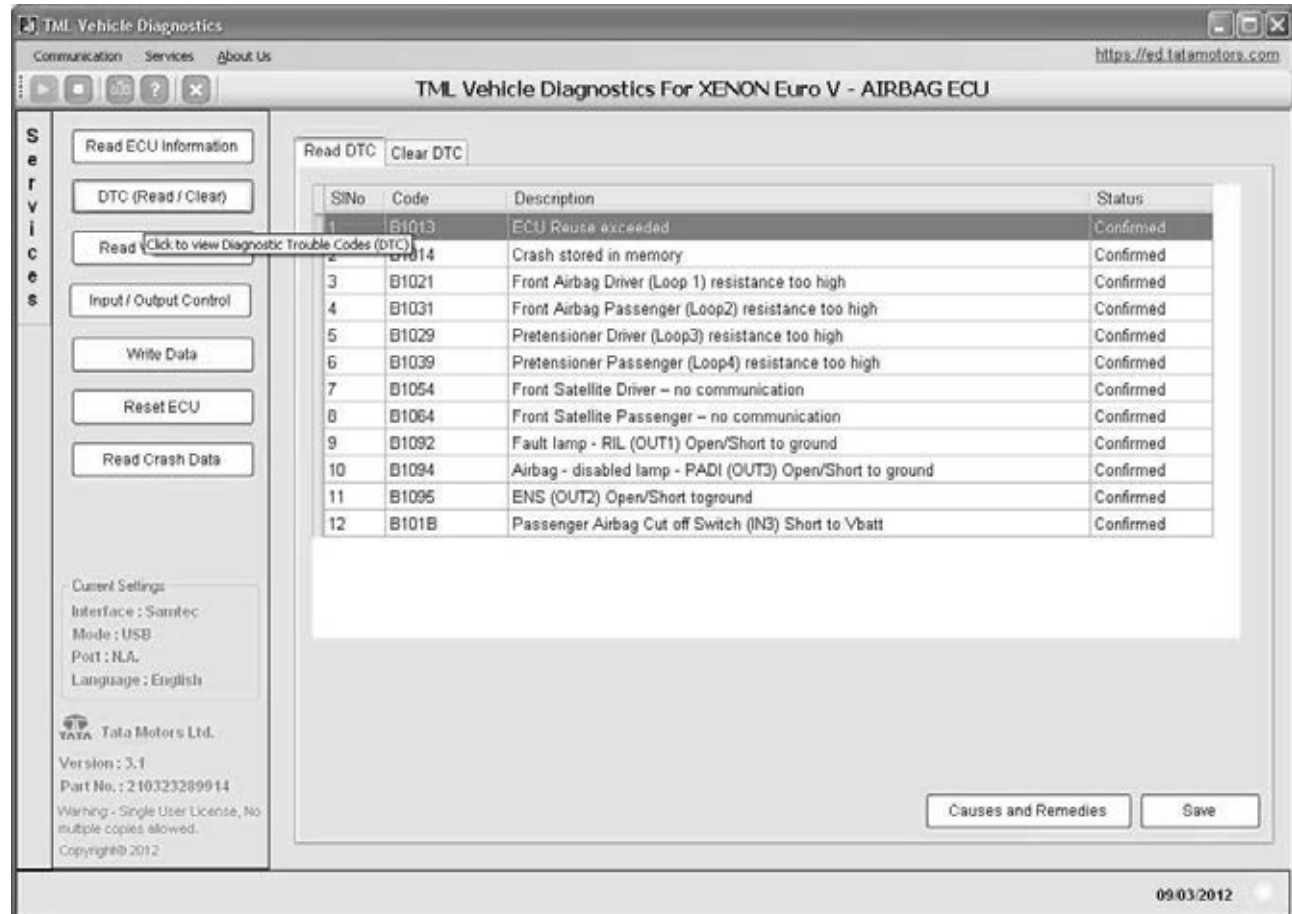 TML Vehicle Diagnostics
Communication Services About Us
https://ed.tatamotors.com
TML Vehicle Diagnostics For XENON Euro V - AIRBAG ECU
Services
Read ECU Information
DTC (Read / Clear)
Read
Click to view Diagnostic Trouble Codes (DTC)
Input / Output Control
Write Data
Reset ECU
Read Crash Data
Current Settings
Interface : Samtec
Mode : USB
Port : N.A.
Language : English
TATA Tata Motors Ltd.
Version : 3.1
Part No. : 210323289914
Warning - Single User License, No
multiple copies allowed.
Copyright© 2012
Read DTC Clear DTC
SlNo Code Description Status
1 B1013 ECU Reuse exceeded Confirmed
2 B1014 Crash stored in memory Confirmed
3 B1021 Front Airbag Driver (Loop 1) resistance too high Confirmed
4 B1031 Front Airbag Passenger (Loop2) resistance too high Confirmed
5 B1029 Pretensioner Driver (Loop3) resistance too high Confirmed
6 B1039 Pretensioner Passenger (Loop4) resistance too high Confirmed
7 B1054 Front Satellite Driver – no communication Confirmed
8 B1064 Front Satellite Passenger – no communication Confirmed
9 B1092 Fault lamp - RIL (OUT1) Open/Short to ground Confirmed
10 B1094 Airbag - disabled lamp - PADI (OUT3) Open/Short to ground Confirmed
11 B1095 ENS (OUT2) Open/Short toground Confirmed
12 B101B Passenger Airbag Cut off Switch (IN3) Short to Vbatt Confirmed
Causes and Remedies
Save
09/03/2012